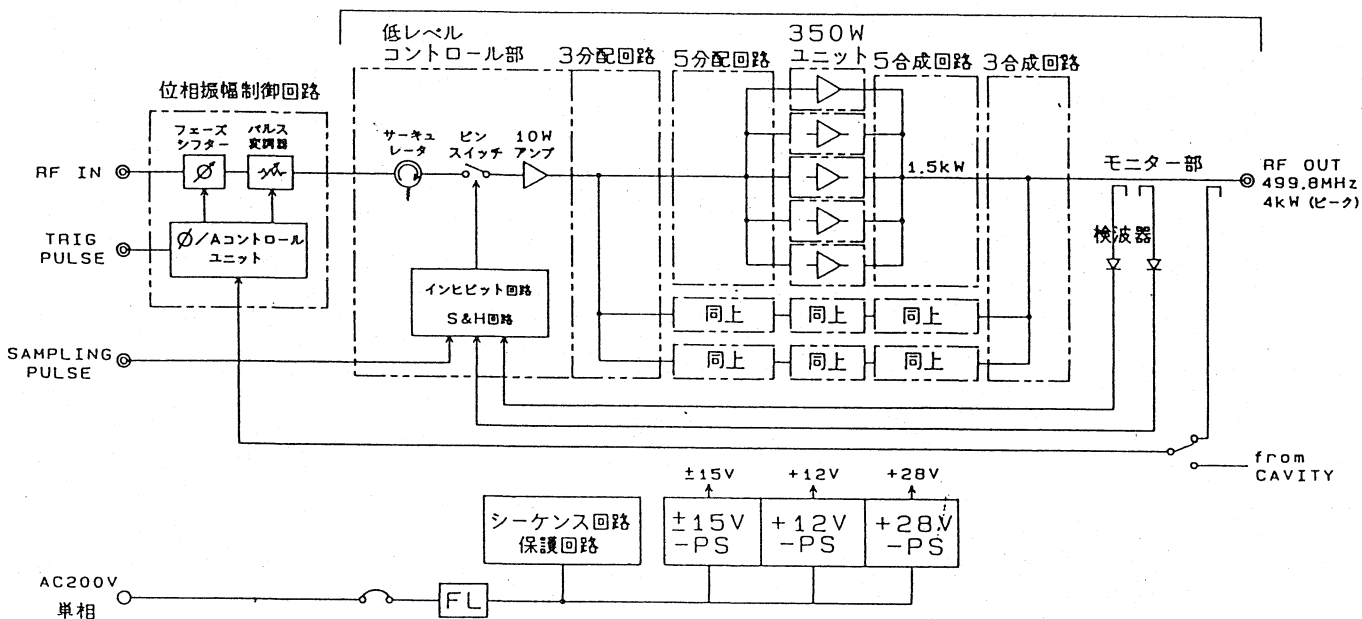 低レベル
コントロール部
3分配回路
5分配回路
350W
ユニット
5合成回路
3合成回路
位相振幅制御回路
フェーズ
シフター
パルス
変調器
サーキュ
レータ
ピン
スイッチ
10W
アンプ
RF IN
Ø
1.5kW
モニター部
RF OUT
499.8MHz
4kW (ピーク)
TRIG
PULSE
Ø/Aコントロール
ユニット
検波器
インヒビット回路
S&H回路
同上
同上
同上
SAMPLING
PULSE
同上
同上
同上
from
CAVITY
±15V
+12V
+28V
シーケンス回路
保護回路
±15V
-PS
+12V
-PS
+28V
-PS
AC200V
単相
FL